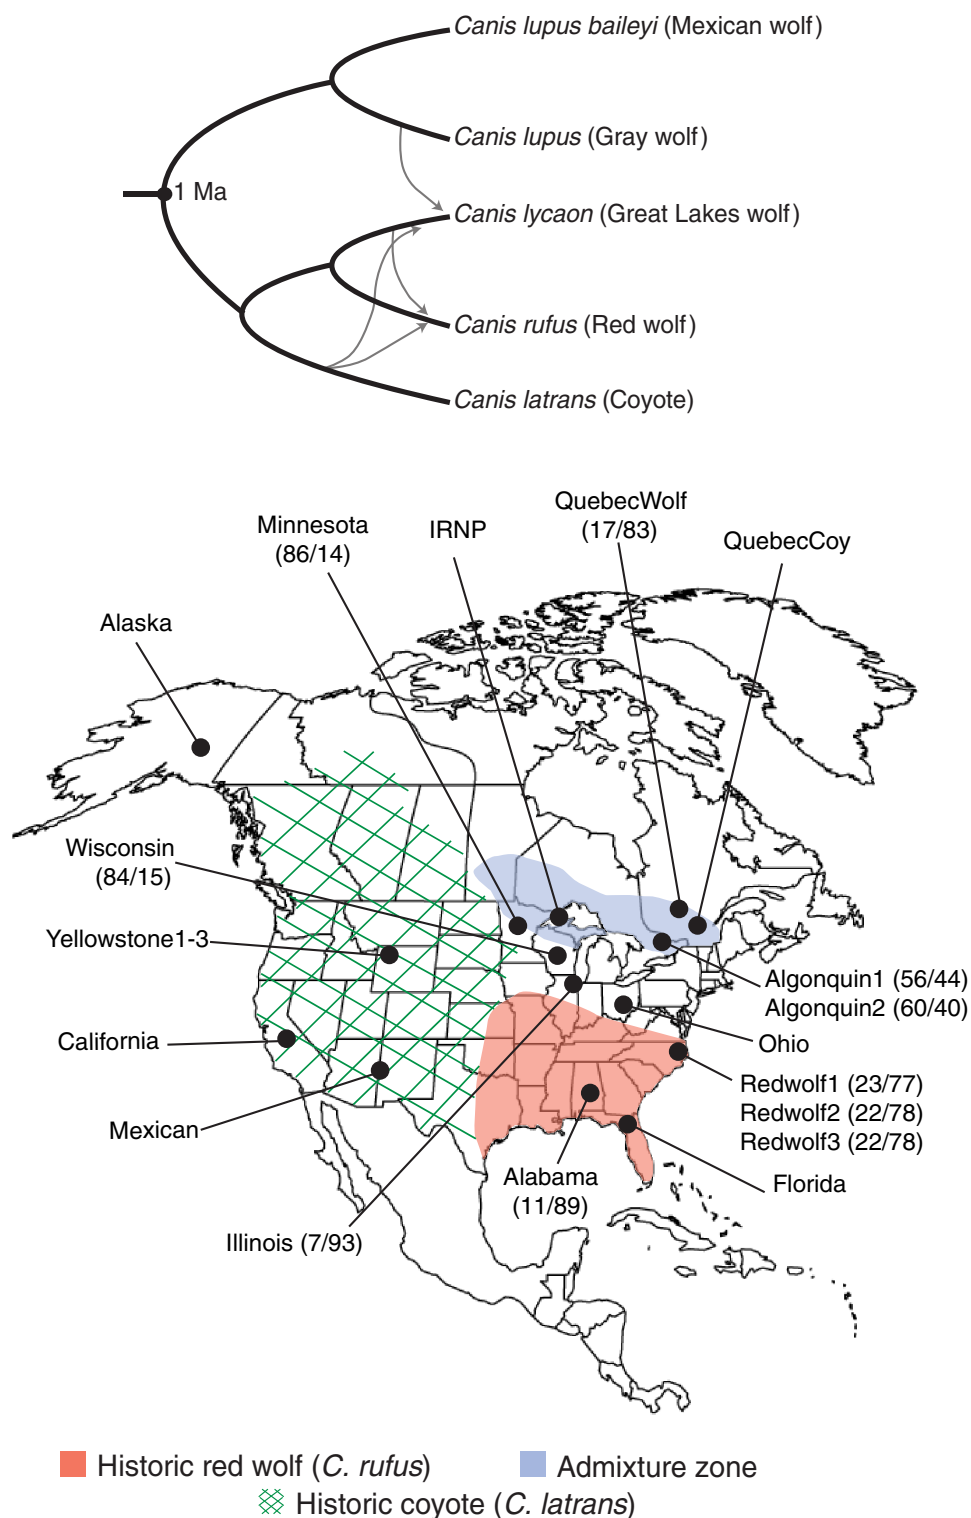 Canis lupus baileyi (Mexican wolf)
Canis lupus (Gray wolf)
1 Ma
Canis lycaon (Great Lakes wolf)
Canis rufus (Red wolf)
Canis latrans (Coyote)
QuebecWolf
(17/83)
Minnesota
(86/14)
IRNP
QuebecCoy
Alaska
Wisconsin
(84/15)
Yellowstone1-3
Algonquin1 (56/44)
Algonquin2 (60/40)
California
Ohio
Redwolf1 (23/77)
Redwolf2 (22/78)
Redwolf3 (22/78)
Mexican
Alabama
(11/89)
Florida
Illinois (7/93)
Historic red wolf (C. rufus)
Admixture zone
Historic coyote (C. latrans)